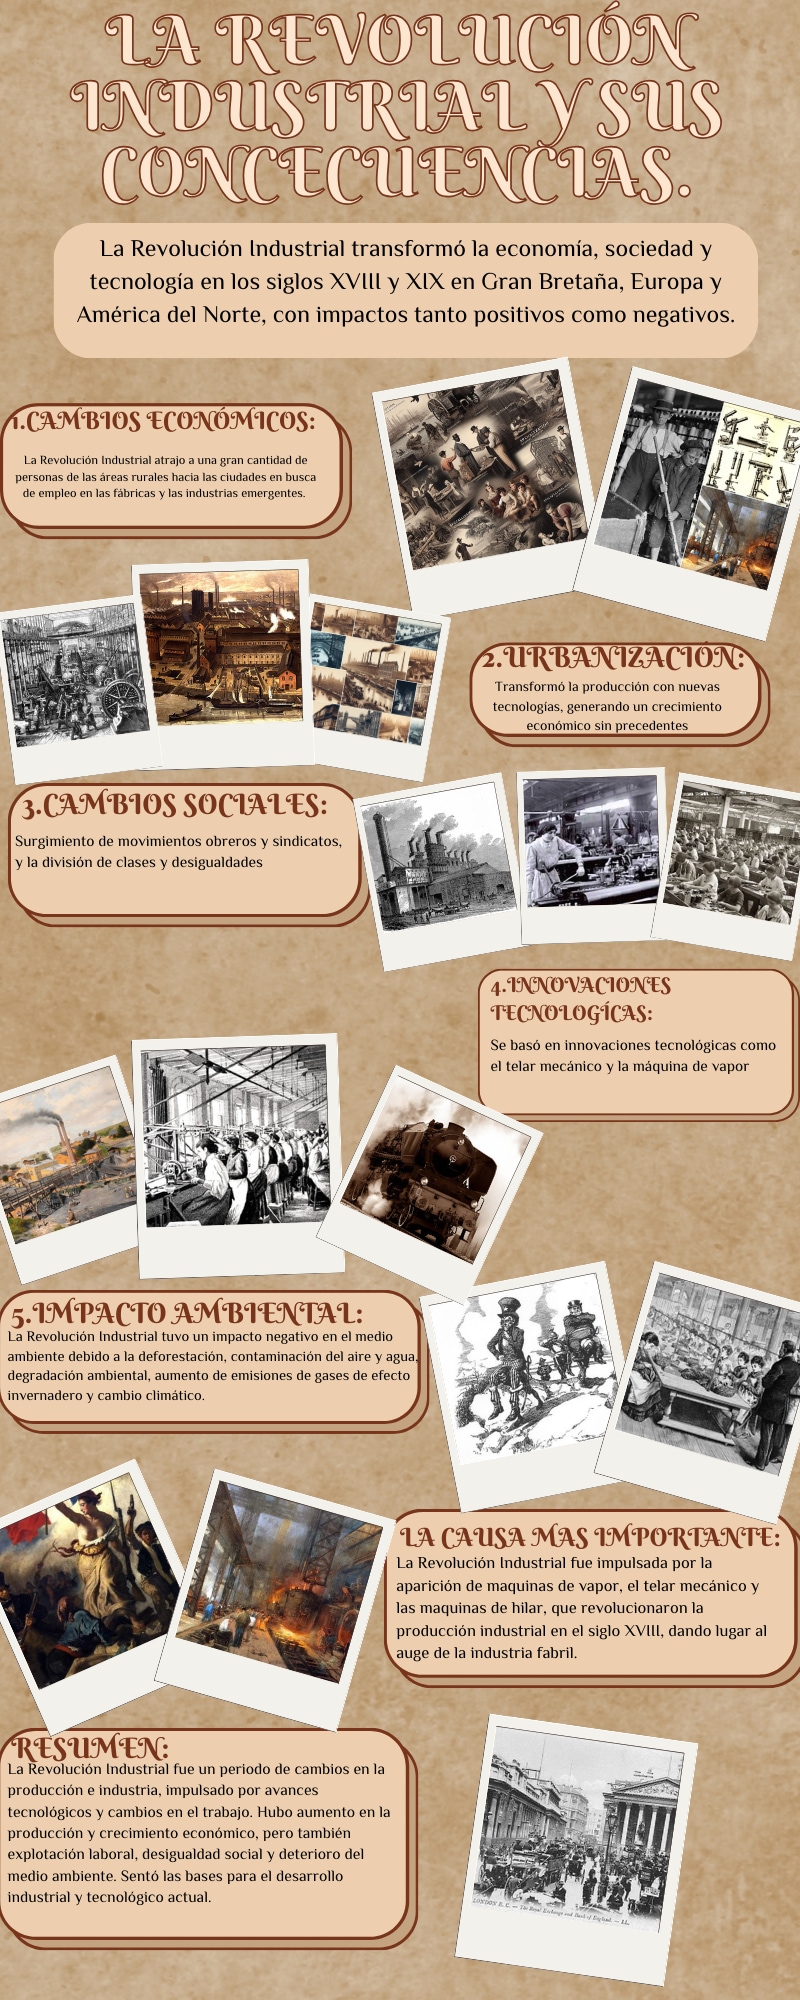 LA REVOLUCIÓN
INDUSTRIAL Y SUS
CONCECUENCIAS.
La Revolución Industrial transformó la economía, sociedad y
tecnología en los siglos XVIII y XIX en Gran Bretaña, Europa y
América del Norte, con impactos tanto positivos como negativos.
1.CAMBIOS ECONÓMICOS:
La Revolución Industrial atrajo a una gran cantidad de
personas de las áreas rurales hacia las ciudades en busca
de empleo en las fábricas y las industrias emergentes.
2.URBANIZACIÓN:
Transformó la producción con nuevas
tecnologías, generando un crecimiento
económico sin precedentes
3.CAMBIOS SOCIALES:
Surgimiento de movimientos obreros y sindicatos,
y la división de clases y desigualdades
4.INNOVACIONES
TECNOLOGÍCAS:
Se basó en innovaciones tecnológicas como
el telar mecánico y la máquina de vapor
5.IMPACTO AMBIENTAL:
La Revolución Industrial tuvo un impacto negativo en el medio
ambiente debido a la deforestación, contaminación del aire y agua,
degradación ambiental, aumento de emisiones de gases de efecto
invernadero y cambio climático.
LA CAUSA MAS IMPORTANTE:
La Revolución Industrial fue impulsada por la
aparición de maquinas de vapor, el telar mecánico y
las maquinas de hilar, que revolucionaron la
producción industrial en el siglo XVIII, dando lugar al
auge de la industria fabril.
RESUMEN:
La Revolución Industrial fue un periodo de cambios en la
producción e industria, impulsado por avances
tecnológicos y cambios en el trabajo. Hubo aumento en la
producción y crecimiento económico, pero también
explotación laboral, desigualdad social y deterioro del
medio ambiente. Sentó las bases para el desarrollo
industrial y tecnológico actual.
LONDON E.C. — The Royal Exchange and Bank of England. — LL.